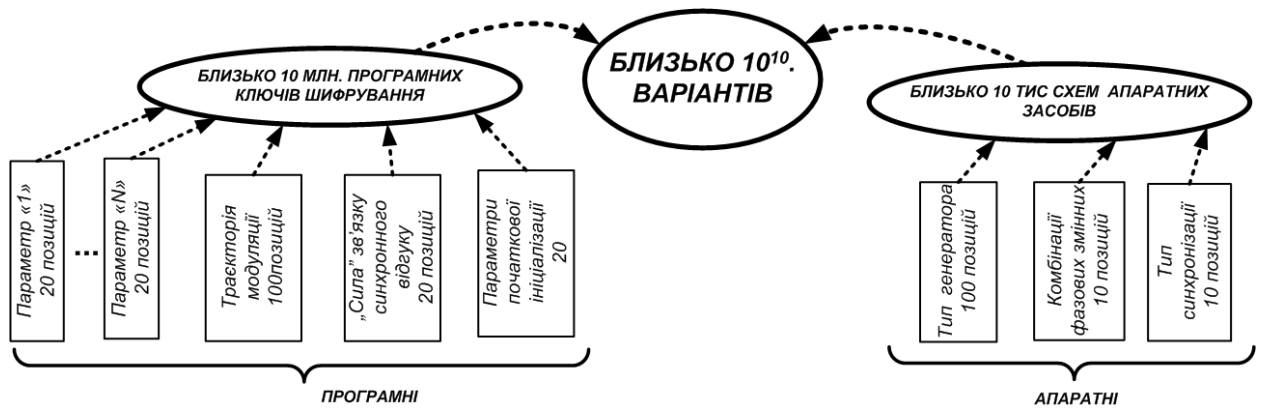 БЛИЗЬКО 10 МЛН. ПРОГРАМНИХ
КЛЮЧІВ ШИФРУВАННЯ
БЛИЗЬКО 10¹⁰.
ВАРІАНТІВ
БЛИЗЬКО 10 ТИС СХЕМ АПАРАТНИХ
ЗАСОБІВ
Параметр «1»
20 позицій
...
Параметр «N»
20 позицій
Траєкторія
модуляції
100позицій
„Сила” зв’язку
синхронного
відгуку
20 позицій
Параметри
початкової
ініціалізації
20
Тип генератора
100 позицій
Комбінації
фазових змінних
10 позицій
Тип
синхронізації
10 позицій
ПРОГРАМНІ
АПАРАТНІ